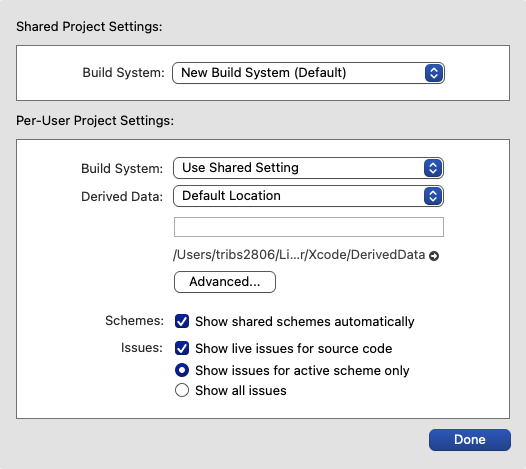 Shared Project Settings:
Build System: New Build System (Default)
Per-User Project Settings:
Build System: Use Shared Setting
Derived Data: Default Location
/Users/tribs2806/Li...r/Xcode/DerivedData
Advanced...
Schemes: Show shared schemes automatically
Issues: Show live issues for source code
Show issues for active scheme only
Show all issues
Done